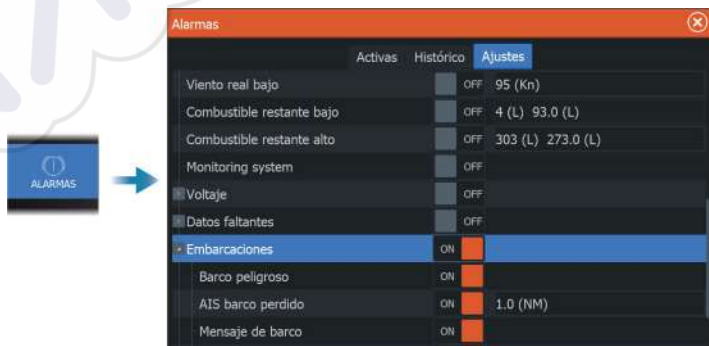 Alarmas
Activas Histórico Ajustes
Viento real bajo OFF 95 (Kn)
Combustible restante bajo OFF 4 (L) 93.0 (L)
Combustible restante alto OFF 303 (L) 273.0 (L)
Monitoring system OFF
ALARMAS
Voltaje OFF
Datos faltantes OFF
Embarcaciones ON
Barco peligroso ON
AIS barco perdido ON 1.0 (NM)
Mensaje de barco ON